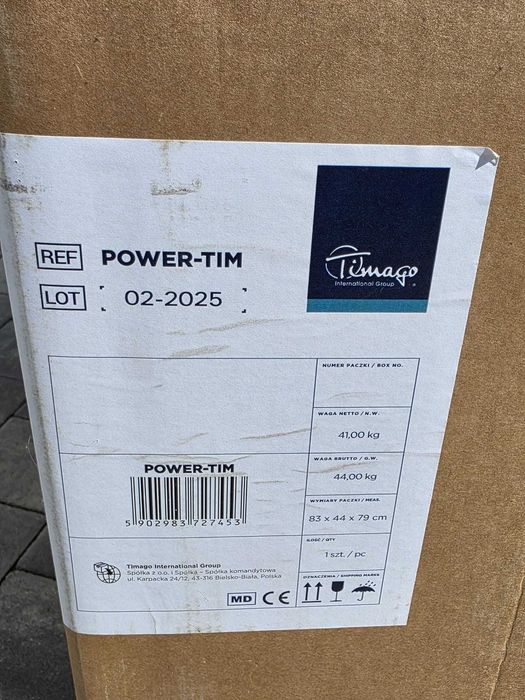 Timago
International Group ®
REF POWER-TIM
LOT 02-2025
NUMER PACZKI / BOX NO.
WAGA NETTO / N.W.
41,00 kg
WAGA BRUTTO / G.W.
44,00 kg
WYMIARY PACZKI / MEAS.
83 x 44 x 79 cm
ILOŚĆ / QTY
1 szt. / pc
OZNACZENIA / SHIPPING MARKS
POWER-TIM
5 902983 727453
Timago International Group
Spółka z o.o. i Spółka – Spółka komandytowa
ul. Karpacka 24/12, 43-316 Bielsko-Biała, Polska
MD CE